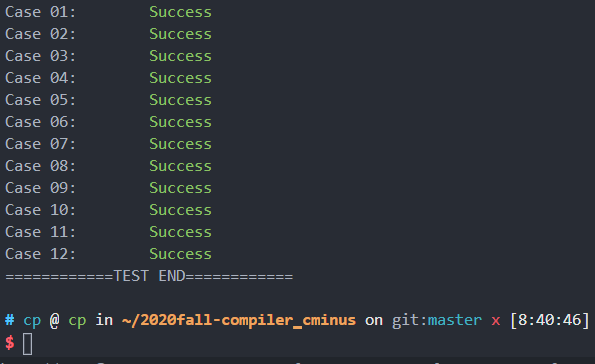 Case 01: Success
Case 02: Success
Case 03: Success
Case 04: Success
Case 05: Success
Case 06: Success
Case 07: Success
Case 08: Success
Case 09: Success
Case 10: Success
Case 11: Success
Case 12: Success
============TEST END============
# cp @ cp in ~/2020fall-compiler_cminus on git:master x [8:40:46]
$